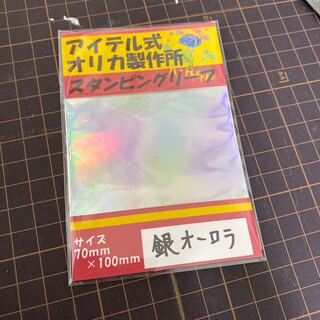 アイテル式
オリカ製作所
スタンピングリーフ
サイズ
70mm
×100mm
銀オーロラ